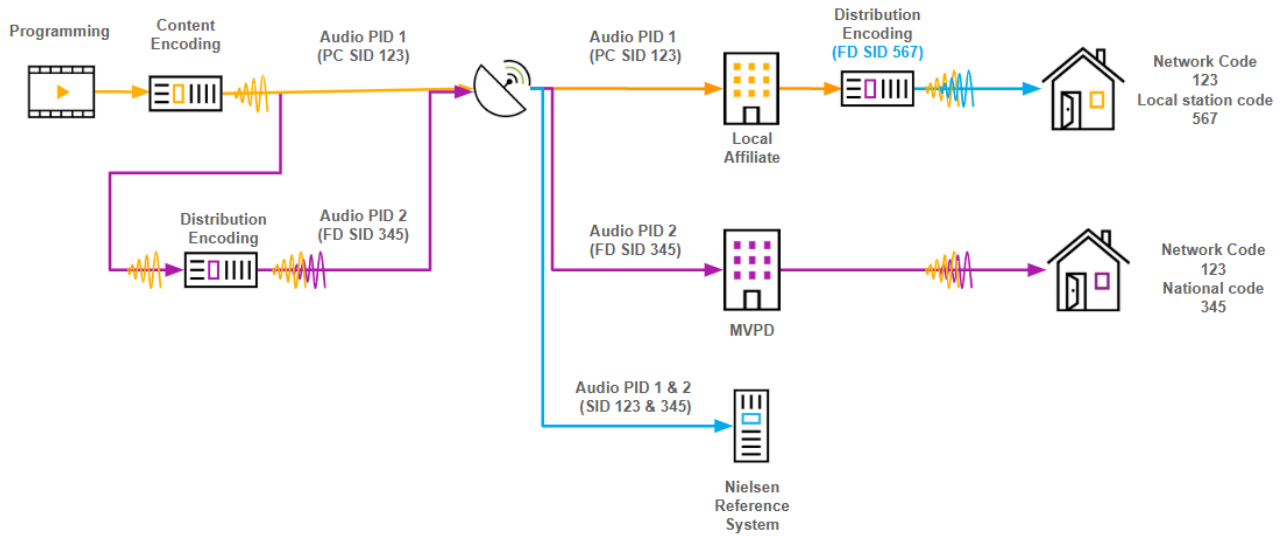 Programming
Content
Encoding
Audio PID 1
(PC SID 123)
Audio PID 1
(PC SID 123)
Distribution
Encoding
(FD SID 567)
Local
Affiliate
Network Code
123
Local station code
567
Distribution
Encoding
Audio PID 2
(FD SID 345)
Audio PID 2
(FD SID 345)
MVPD
Network Code
123
National code
345
Audio PID 1 & 2
(SID 123 & 345)
Nielsen
Reference
System